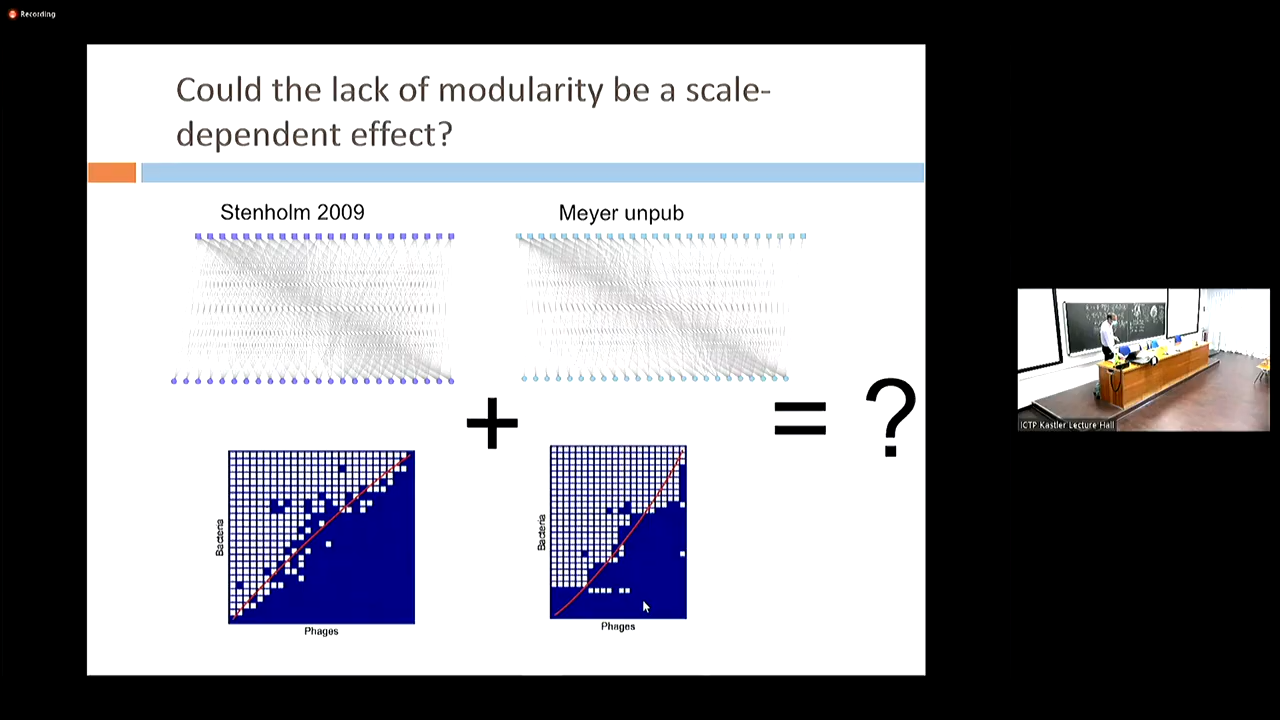 Recording
Could the lack of modularity be a scale-
dependent effect?
Stenholm 2009
Meyer unpub
+
= ?
Bacteria
Phages
Bacteria
Phages
ICTP Kastler Lecture Hall